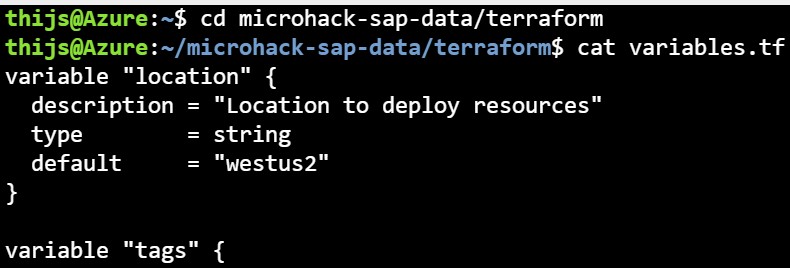 thijs@Azure:~$ cd microhack-sap-data/terraform
thijs@Azure:~/microhack-sap-data/terraform$ cat variables.tf
variable "location" {
  description = "Location to deploy resources"
  type        = string
  default     = "westus2"
}

variable "tags" {